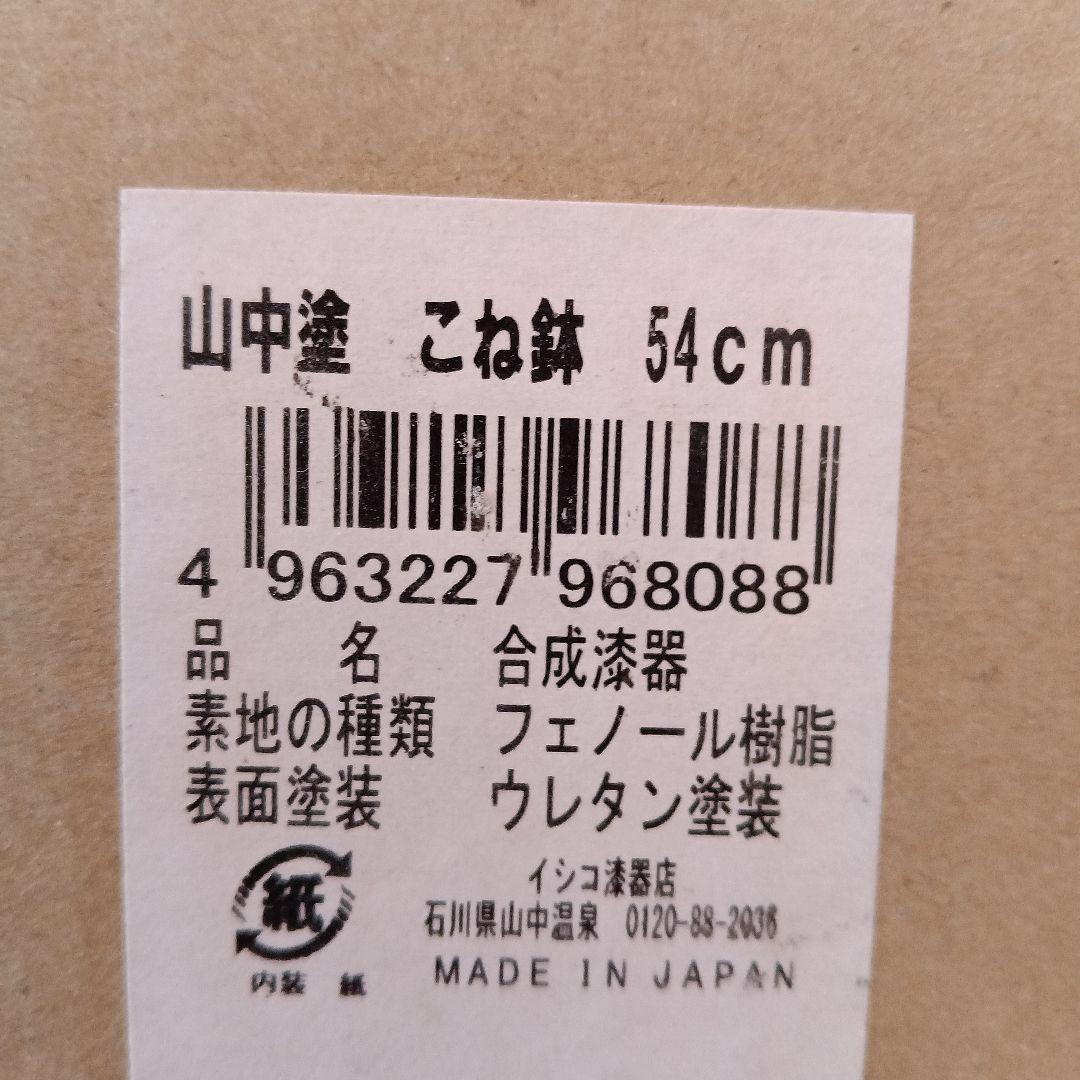 山中塗 こね鉢 54cm
4 963227 968088
品名 合成漆器
素地の種類 フェノール樹脂
表面塗装 ウレタン塗装
紙
内装 紙
イシコ漆器店
石川県山中温泉 0120-88-2036
MADE IN JAPAN